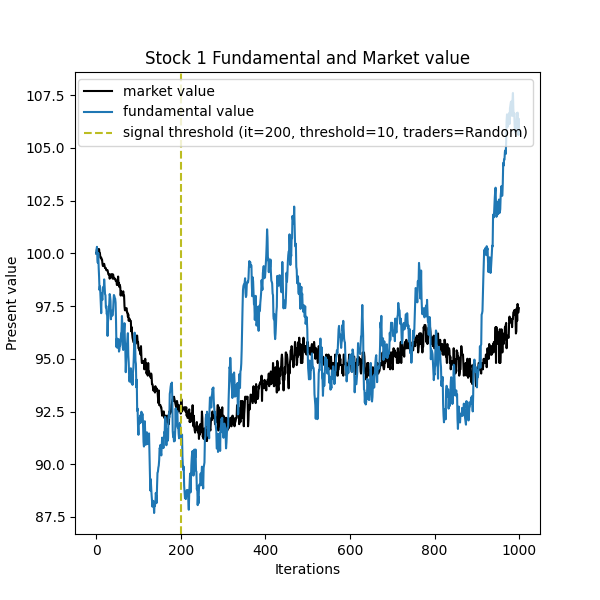 Stock 1 Fundamental and Market value
market value
fundamental value
signal threshold (it=200, threshold=10, traders=Random)
107.5
105.0
102.5
100.0
97.5
95.0
92.5
90.0
87.5
Present value
0 200 400 600 800 1000
Iterations